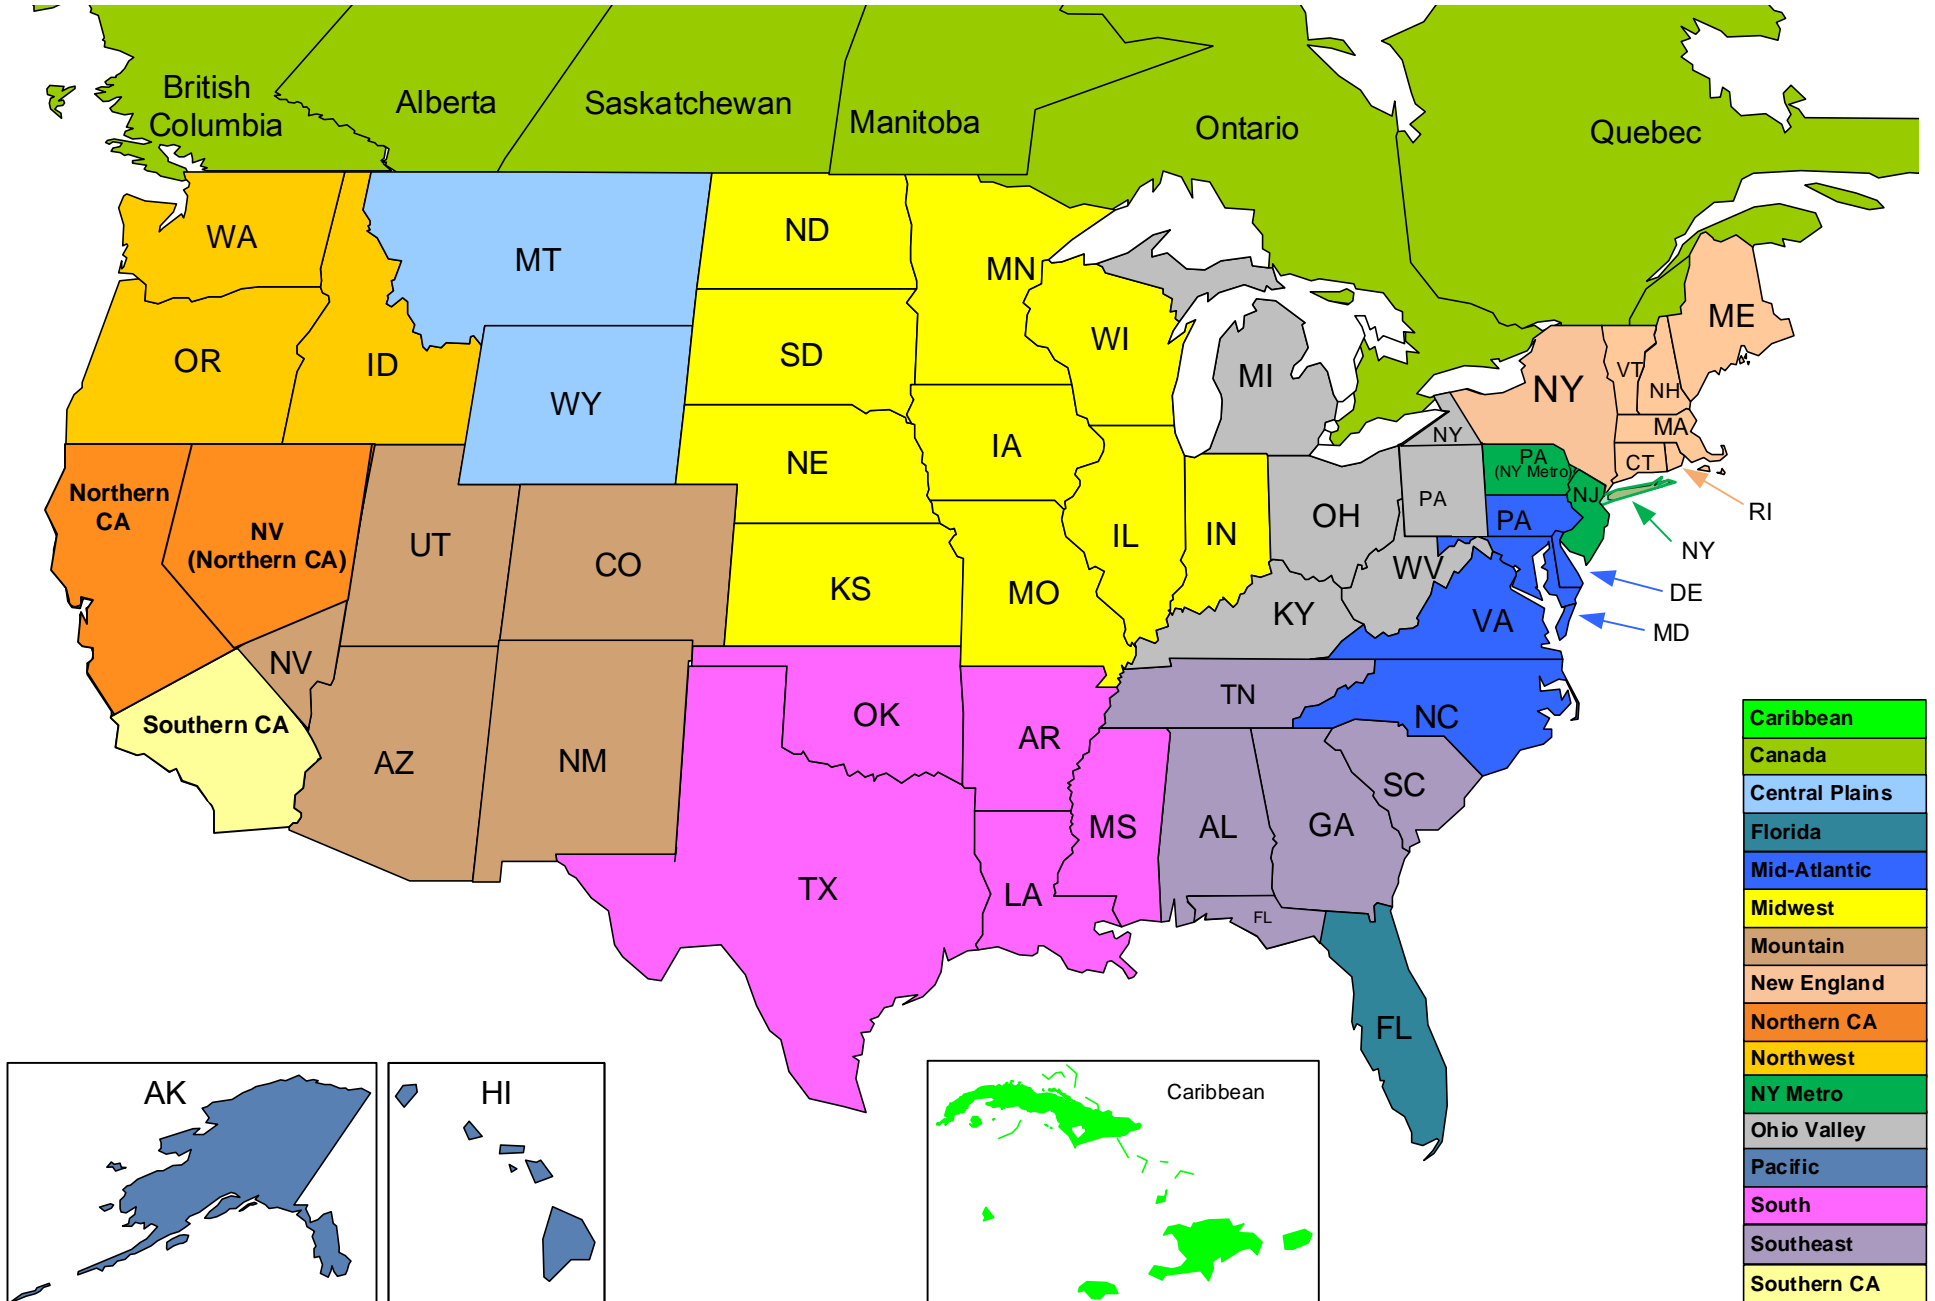 British
Columbia
Alberta
Saskatchewan
Manitoba
Ontario
Quebec
WA
MT
ND
MN
OR
ID
SD
WI
MI
ME
VT
NH
NY
MA
WY
NE
IA
NY
CT
PA
(NY Metro)
NJ
RI
NY
Northern
CA
NV
(Northern CA)
UT
CO
KS
MO
IL
IN
OH
PA
PA
WV
KY
VA
DE
MD
NV
Southern CA
AZ
NM
OK
AR
TN
NC
SC
MS
AL
GA
TX
LA
FL
FL
AK
HI
Caribbean
Caribbean
Canada
Central Plains
Florida
Mid-Atlantic
Midwest
Mountain
New England
Northern CA
Northwest
NY Metro
Ohio Valley
Pacific
South
Southeast
Southern CA